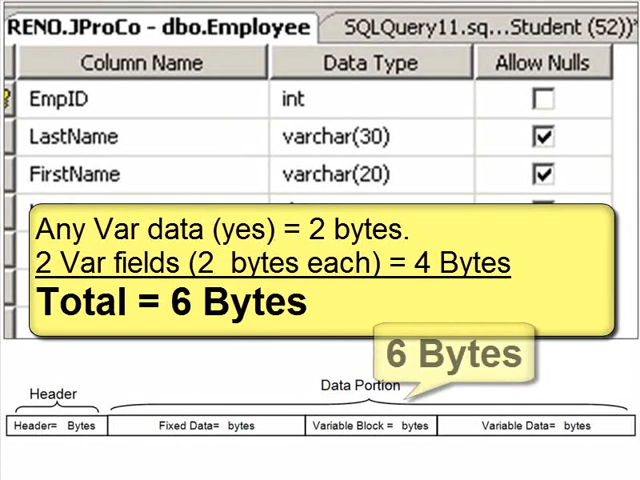 RENO.JProCo - dbo.Employee SQLQuery11.sq...Student (52))
Column Name Data Type Allow Nulls
EmpID int
LastName varchar(30)
FirstName varchar(20)
Any Var data (yes) = 2 bytes.
2 Var fields (2 bytes each) = 4 Bytes
Total = 6 Bytes
6 Bytes
Header Data Portion
Header= Bytes Fixed Data= bytes Variable Block = bytes Variable Data= bytes